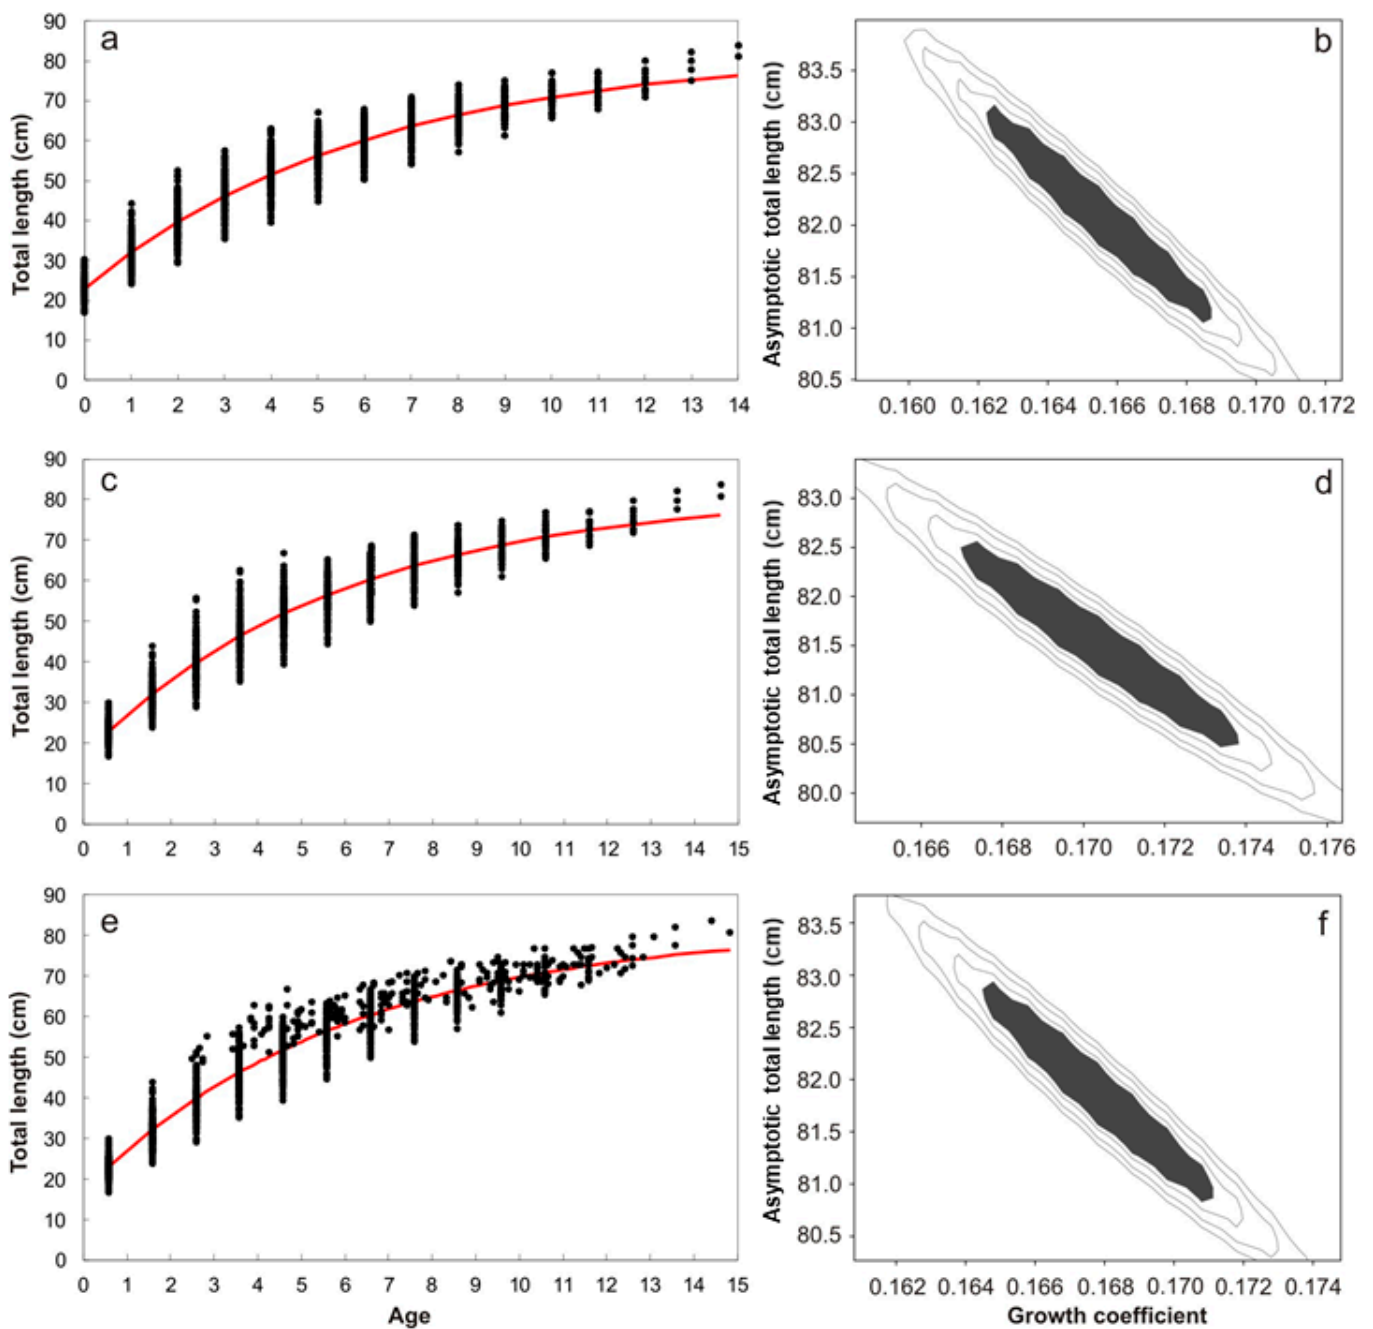 a
Total length (cm)
90
80
70
60
50
40
30
20
10
0
0 1 2 3 4 5 6 7 8 9 10 11 12 13 14
b
Asymptotic total length (cm)
83.5
83.0
82.5
82.0
81.5
81.0
80.5
0.160 0.162 0.164 0.166 0.168 0.170 0.172
c
Total length (cm)
90
80
70
60
50
40
30
20
10
0
0 1 2 3 4 5 6 7 8 9 10 11 12 13 14 15
d
Asymptotic total length (cm)
83.0
82.5
82.0
81.5
81.0
80.5
80.0
0.166 0.168 0.170 0.172 0.174 0.176
e
Total length (cm)
90
80
70
60
50
40
30
20
10
0
0 1 2 3 4 5 6 7 8 9 10 11 12 13 14 15
Age
f
Asymptotic total length (cm)
83.5
83.0
82.5
82.0
81.5
81.0
80.5
0.162 0.164 0.166 0.168 0.170 0.172 0.174
Growth coefficient